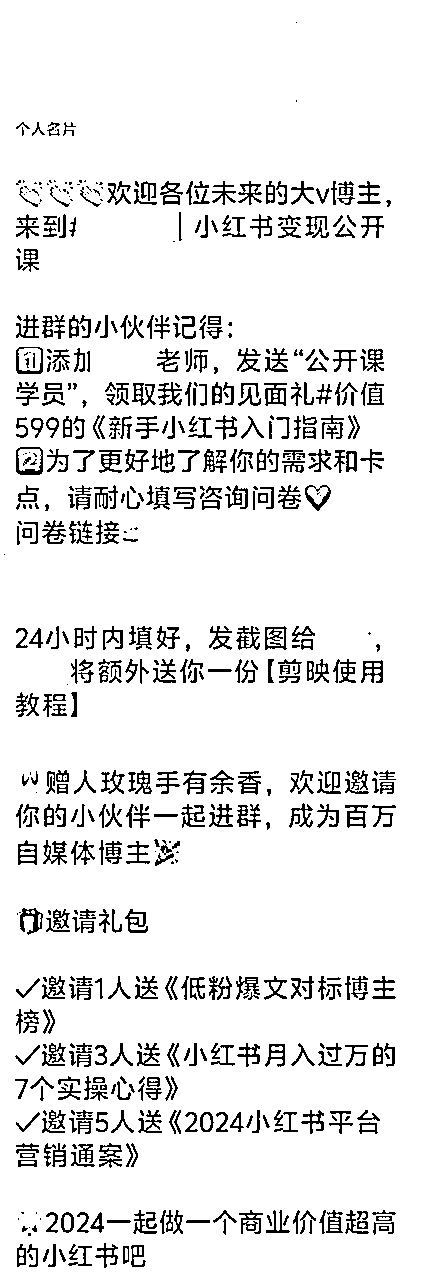 个人名片
欢迎各位未来的大v博主，
来到 | 小红书变现公开
课
进群的小伙伴记得：
1️⃣添加 老师，发送“公开课
学员”，领取我们的见面礼#价值
599的《新手小红书入门指南》
2️⃣为了更好地了解你的需求和卡
点，请耐心填写咨询问卷
问卷链接
24小时内填好，发截图给 ，
将额外送你一份【剪映使用
教程】
赠人玫瑰手有余香，欢迎邀请
你的小伙伴一起进群，成为百万
自媒体博主
邀请礼包
✓邀请1人送《低粉爆文对标博主
榜》
✓邀请3人送《小红书月入过万的
7个实操心得》
✓邀请5人送《2024小红书平台
营销通案》
2024一起做一个商业价值超高
的小红书吧